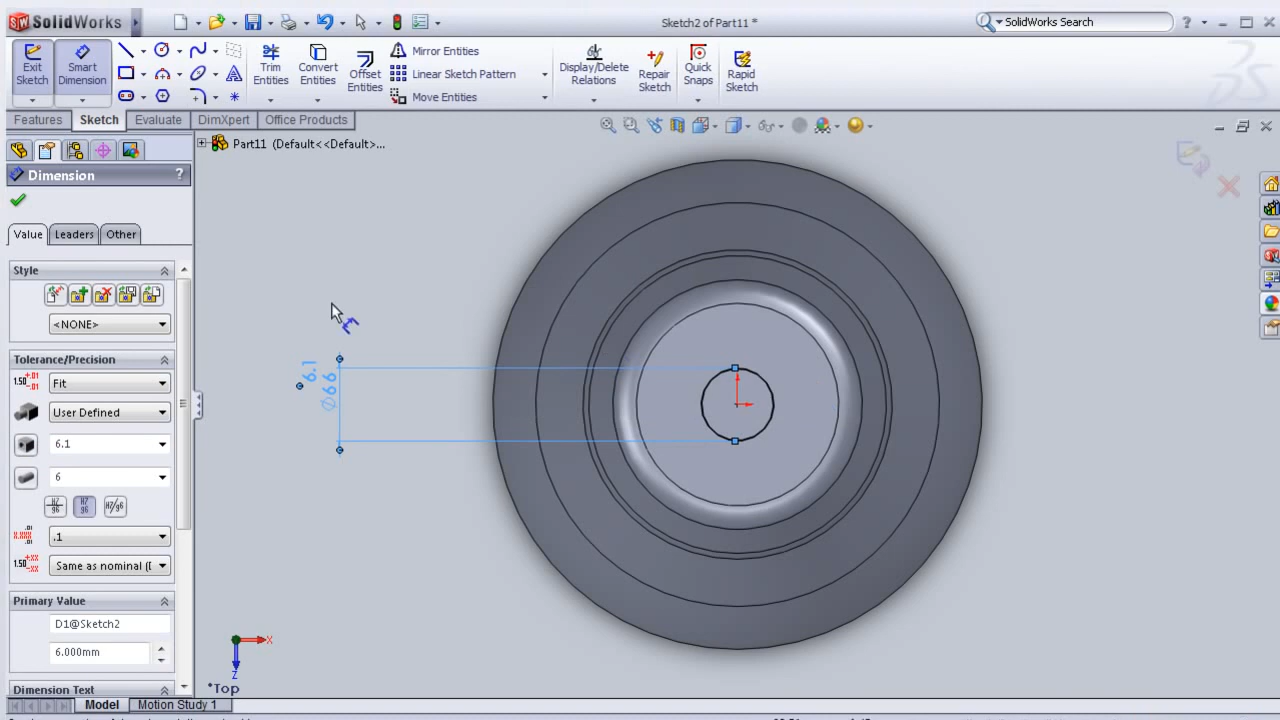 SolidWorks
Sketch2 of Part11 *
SolidWorks Search
?
Exit Sketch
Smart Dimension
Trim Entities
Convert Entities
Offset Entities
Mirror Entities
Linear Sketch Pattern
Move Entities
Display/Delete Relations
Repair Sketch
Quick Snaps
Rapid Sketch
Features
Sketch
Evaluate
DimXpert
Office Products
Part11 (Default<<Default>...
Dimension
?
Value
Leaders
Other
Style
<NONE>
Tolerance/Precision
Fit
User Defined
6.1
6
.1
Same as nominal (D
Primary Value
D1@Sketch2
6.000mm
Dimension Text
6.1
∅66
X
Z
*Top
Model
Motion Study 1